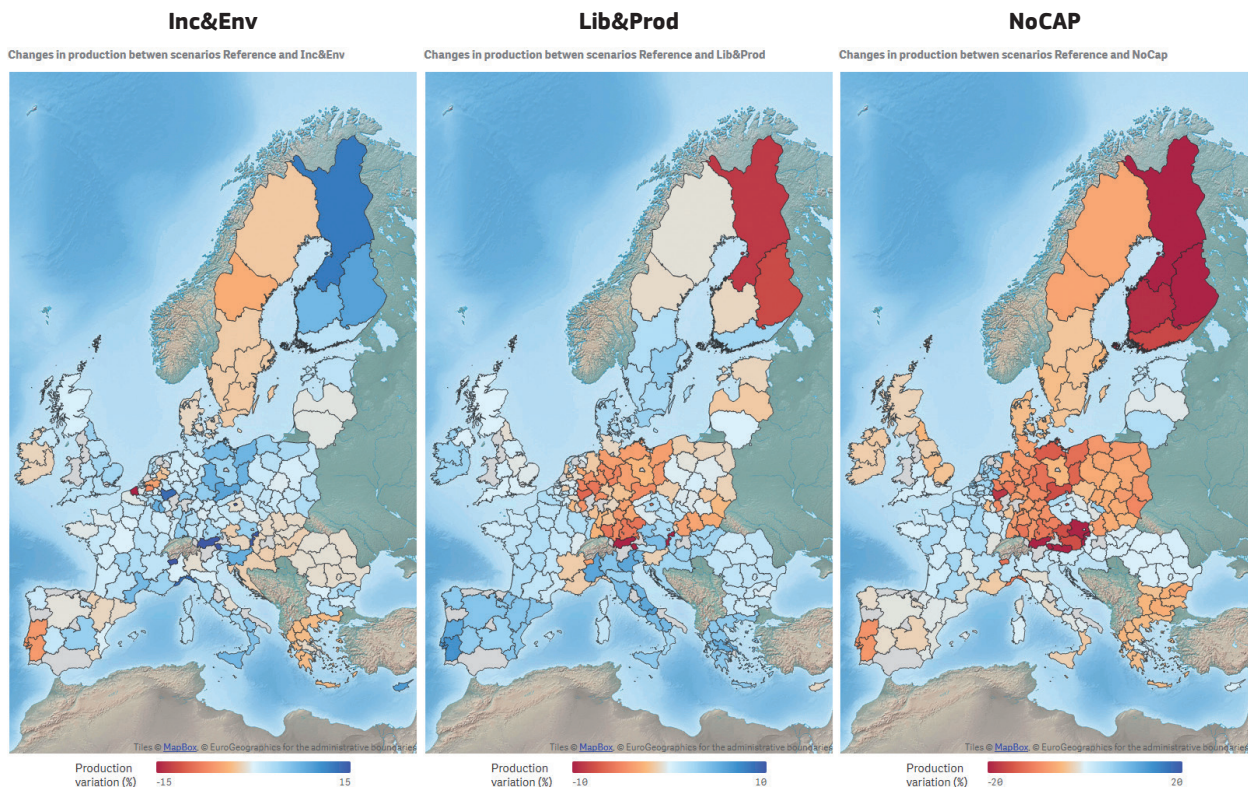 Inc&Env
Lib&Prod
NoCAP
Changes in production betwen scenarios Reference and Inc&Env
Changes in production betwen scenarios Reference and Lib&Prod
Changes in production betwen scenarios Reference and NoCap
Tiles © MapBox, © EuroGeographics for the administrative boundaries
Tiles © MapBox, © EuroGeographics for the administrative boundaries
Tiles © MapBox, © EuroGeographics for the administrative boundaries
Production
variation (%)
-15
15
Production
variation (%)
-10
10
Production
variation (%)
-20
20